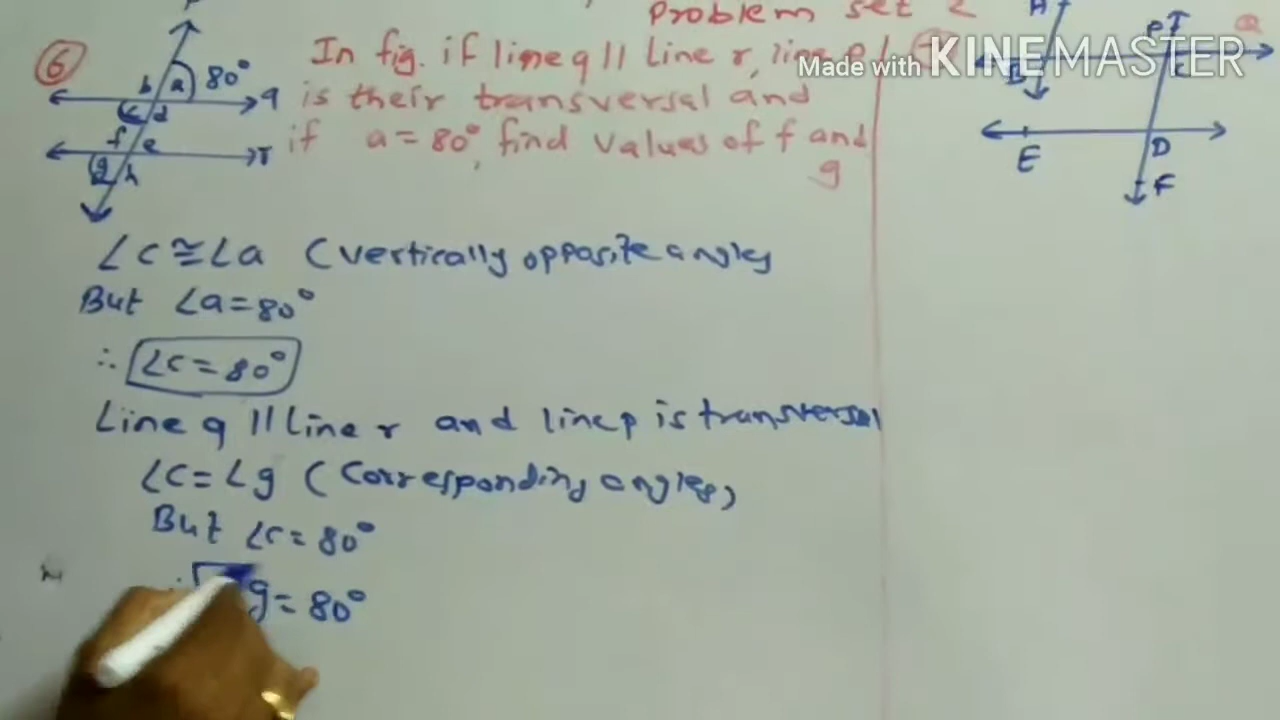 Problem set 2
6
In fig. if line q || Line r, line p
is their transversal and
if a = 80°, find values of f and
g
b a 80°
c d q
f e
g h r
Made with KINEMASTER
P T Q
B
E D
F
∠c ≅ ∠a (vertically opposite angles
But ∠a = 80°
∴ ∠c = 80°
Line q || Line r and line p is transversal
∠c = ∠g (Corresponding angles)
But ∠c = 80°
g = 80°